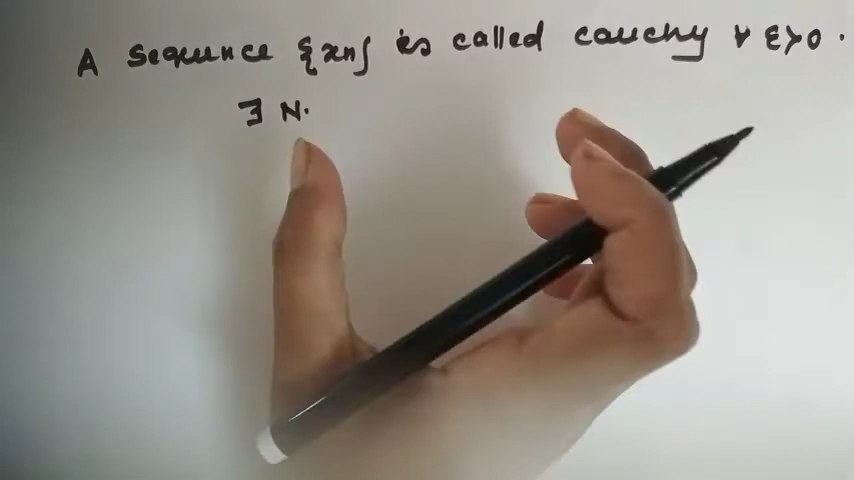 A sequence {xn} is called cauchy ∀ ε>0.
∃ N.